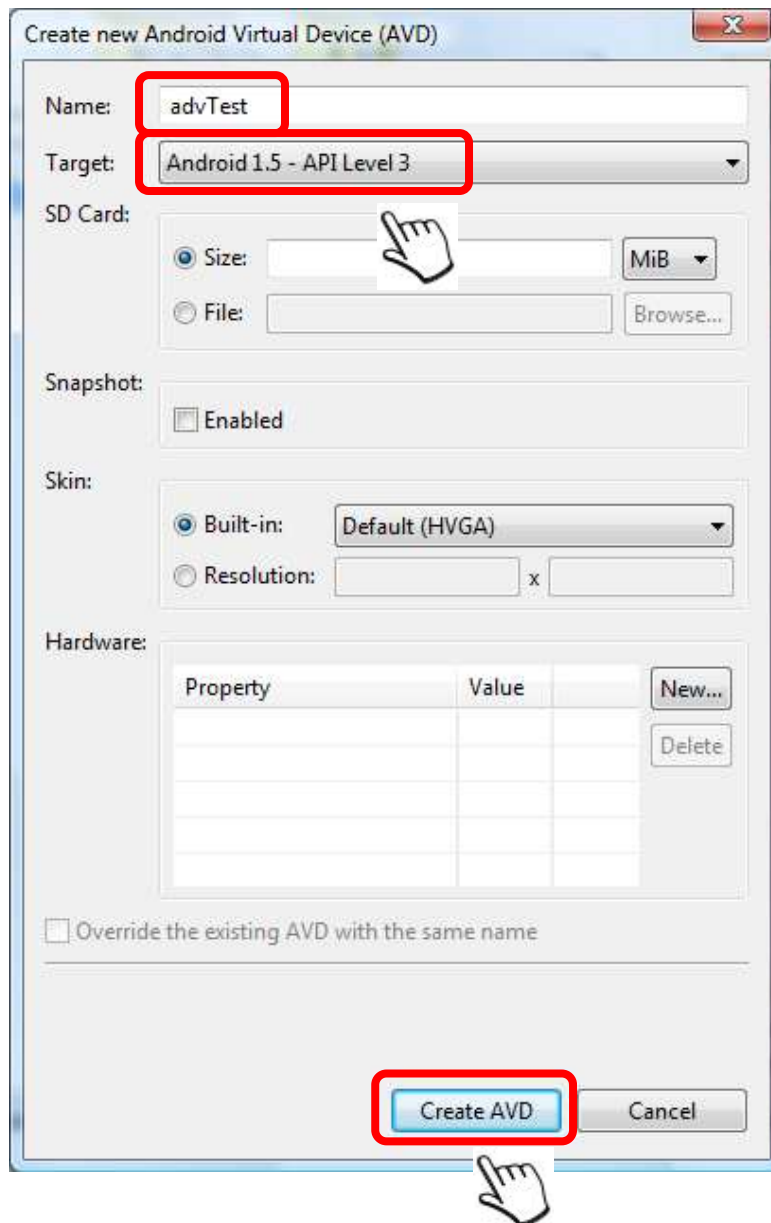 Create new Android Virtual Device (AVD)
X
Name: advTest
Target: Android 1.5 - API Level 3
SD Card:
Size: MiB
File: Browse...
Snapshot:
Enabled
Skin:
Built-in: Default (HVGA)
Resolution: x
Hardware:
Property Value New...
Delete
Override the existing AVD with the same name
Create AVD Cancel